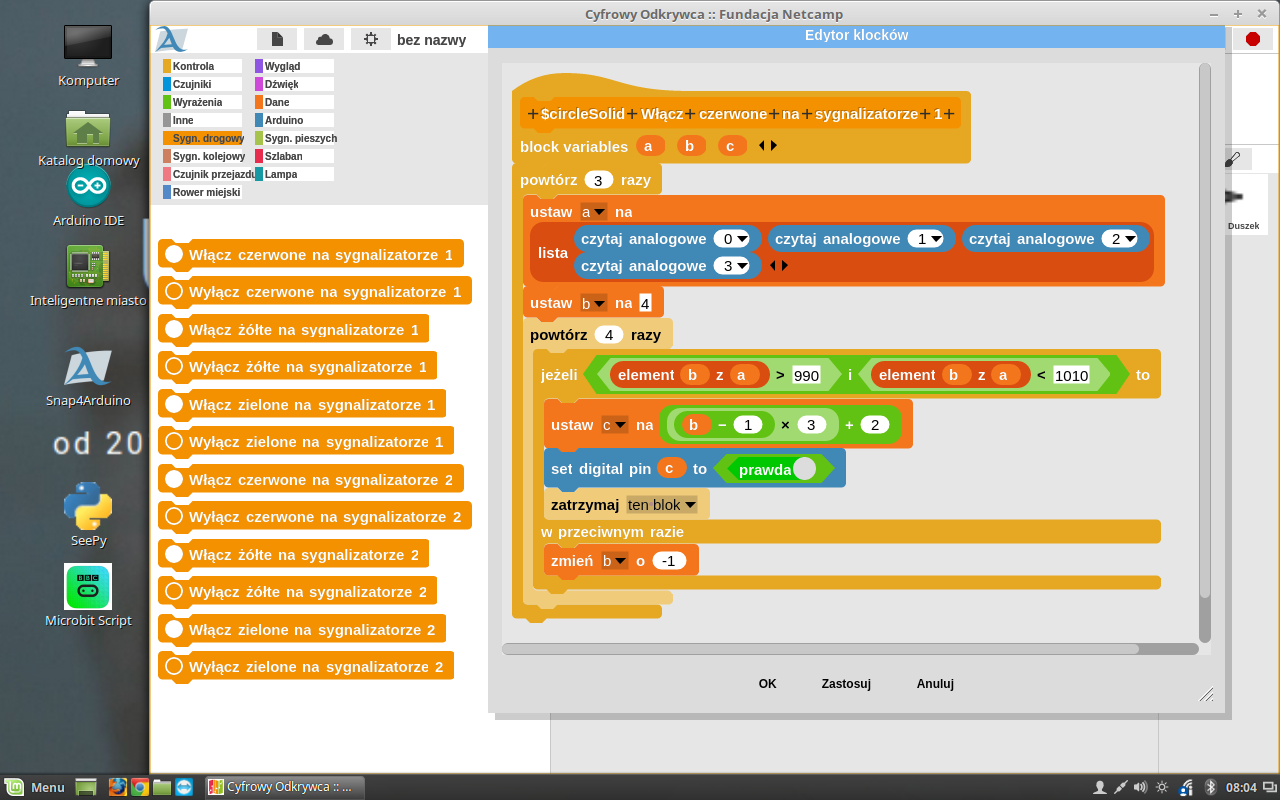 Cyfrowy Odkrywca :: Fundacja Netcamp
Komputer
Katalog domowy
Arduino IDE
Inteligentne miasto
Snap4Arduino
od 20
SeePy
Microbit Script
bez nazwy
Kontrola Wygląd
Czujniki Dźwięk
Wyrażenia Dane
Inne Arduino
Sygn. drogowy Sygn. pieszych
Sygn. kolejowy Szlaban
Czujnik przejazdu Lampa
Rower miejski
Włącz czerwone na sygnalizatorze 1
Wyłącz czerwone na sygnalizatorze 1
Włącz żółte na sygnalizatorze 1
Wyłącz żółte na sygnalizatorze 1
Włącz zielone na sygnalizatorze 1
Wyłącz zielone na sygnalizatorze 1
Włącz czerwone na sygnalizatorze 2
Wyłącz czerwone na sygnalizatorze 2
Włącz żółte na sygnalizatorze 2
Wyłącz żółte na sygnalizatorze 2
Włącz zielone na sygnalizatorze 2
Wyłącz zielone na sygnalizatorze 2
Edytor klocków
+ $circleSolid + Włącz + czerwone + na + sygnalizatorze + 1 +
block variables a b c
powtórz 3 razy
ustaw a na
lista czytaj analogowe 0 czytaj analogowe 1 czytaj analogowe 2
czytaj analogowe 3
ustaw b na 4
powtórz 4 razy
jeżeli element b z a > 990 i element b z a < 1010 to
ustaw c na b − 1 × 3 + 2
set digital pin c to prawda
zatrzymaj ten blok
w przeciwnym razie
zmień b o -1
OK Zastosuj Anuluj
Duszek
Menu
Cyfrowy Odkrywca :: ...
08:04